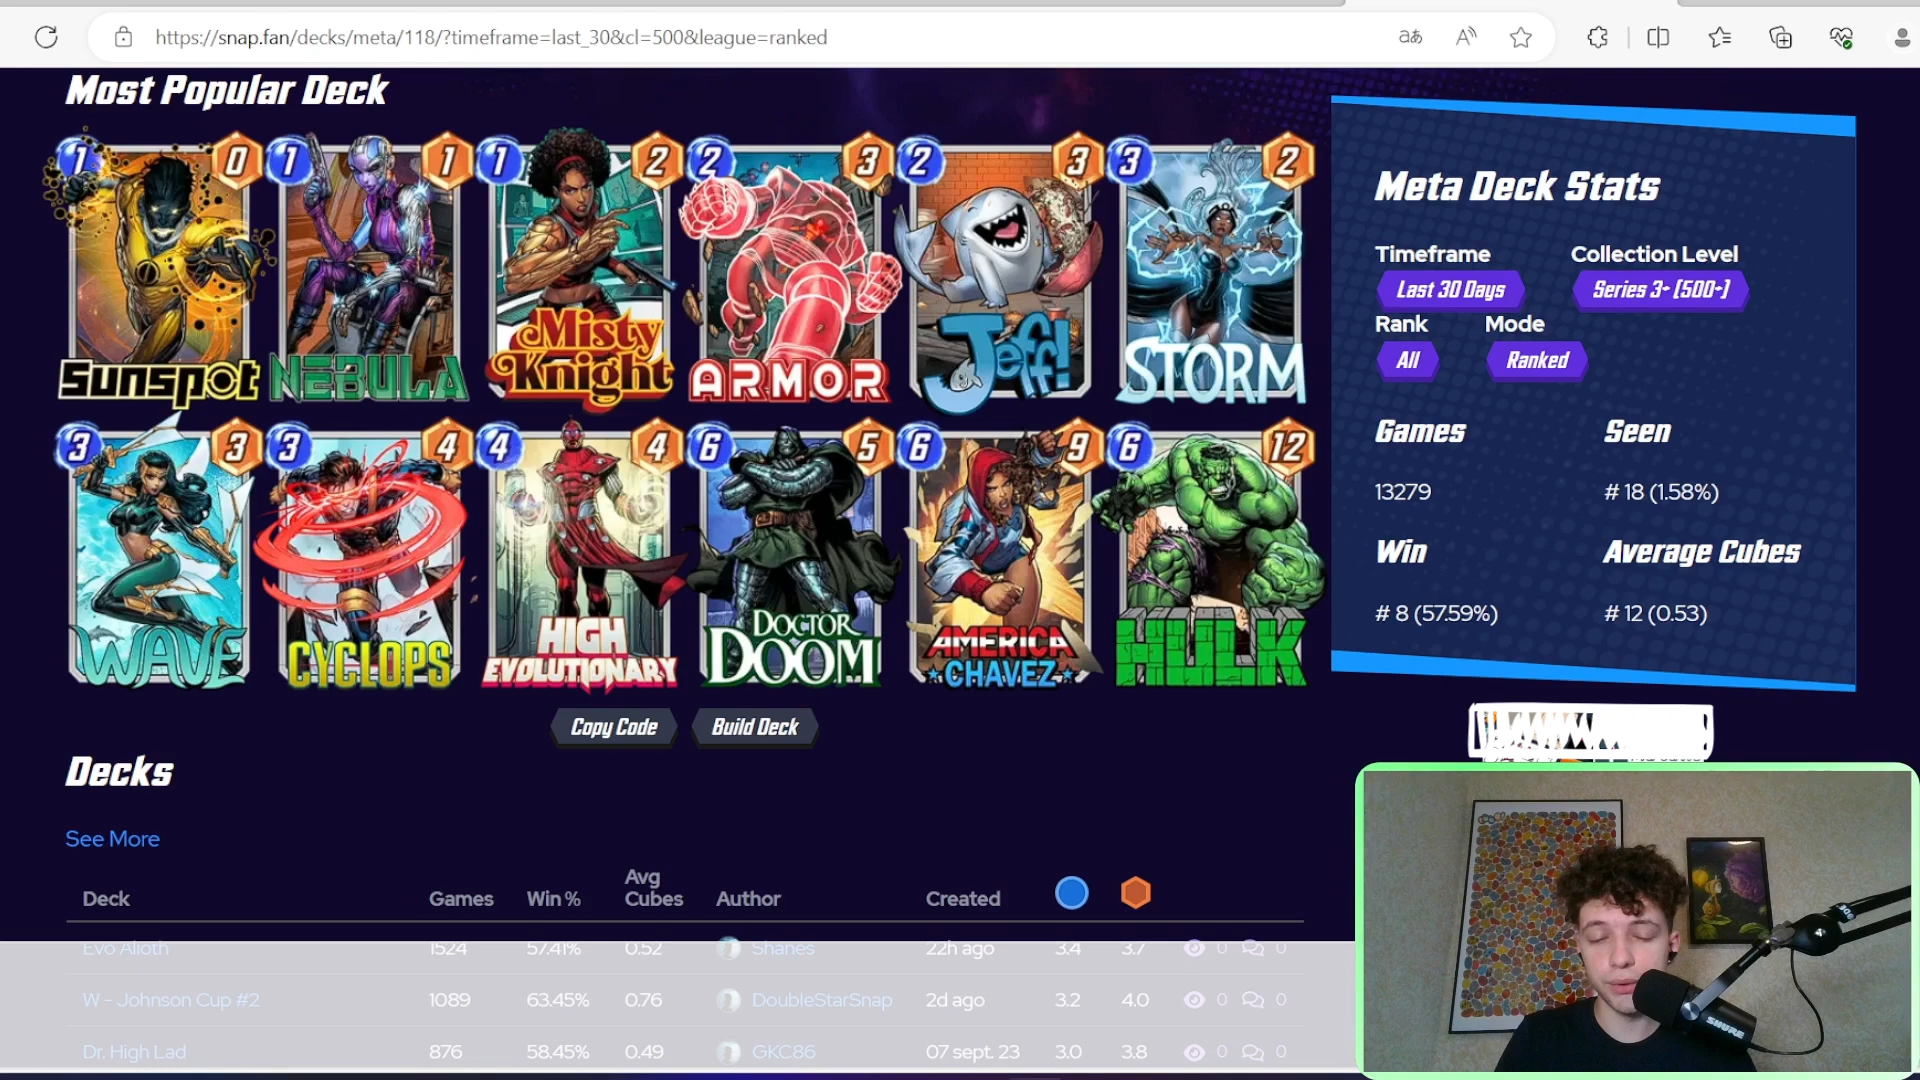 https://snap.fan/decks/meta/118/?timeframe=last_30&cl=500&league=ranked
aあ
A
Most Popular Deck
1 0 1 1 1 2 2 3 2 3 3 2
SUNSPOT NEBULA Misty Knight ARMOR Jeff! STORM
3 3 3 4 4 4 6 5 6 9 6 12
WAVE CYCLOPS HIGH EVOLUTIONARY DOCTOR DOOM AMERICA CHAVEZ HULK
Copy Code Build Deck
Meta Deck Stats
Timeframe Collection Level
Last 30 Days Series 3+ (500+)
Rank Mode
All Ranked
Games Seen
13279 # 18 (1.58%)
Win Average Cubes
# 8 (57.59%) # 12 (0.53)
Decks
See More
Deck Games Win % Avg Cubes Author Created
Evo Alioth 1524 57.41% 0.52 Shanes 22h ago 3.4 3.7 0 0
W - Johnson Cup #2 1089 63.45% 0.76 DoubleStarSnap 2d ago 3.2 4.0 0 0
Dr. High Lad 876 58.45% 0.49 GKC86 07 sept. 23 3.0 3.8 0 0
SHURE